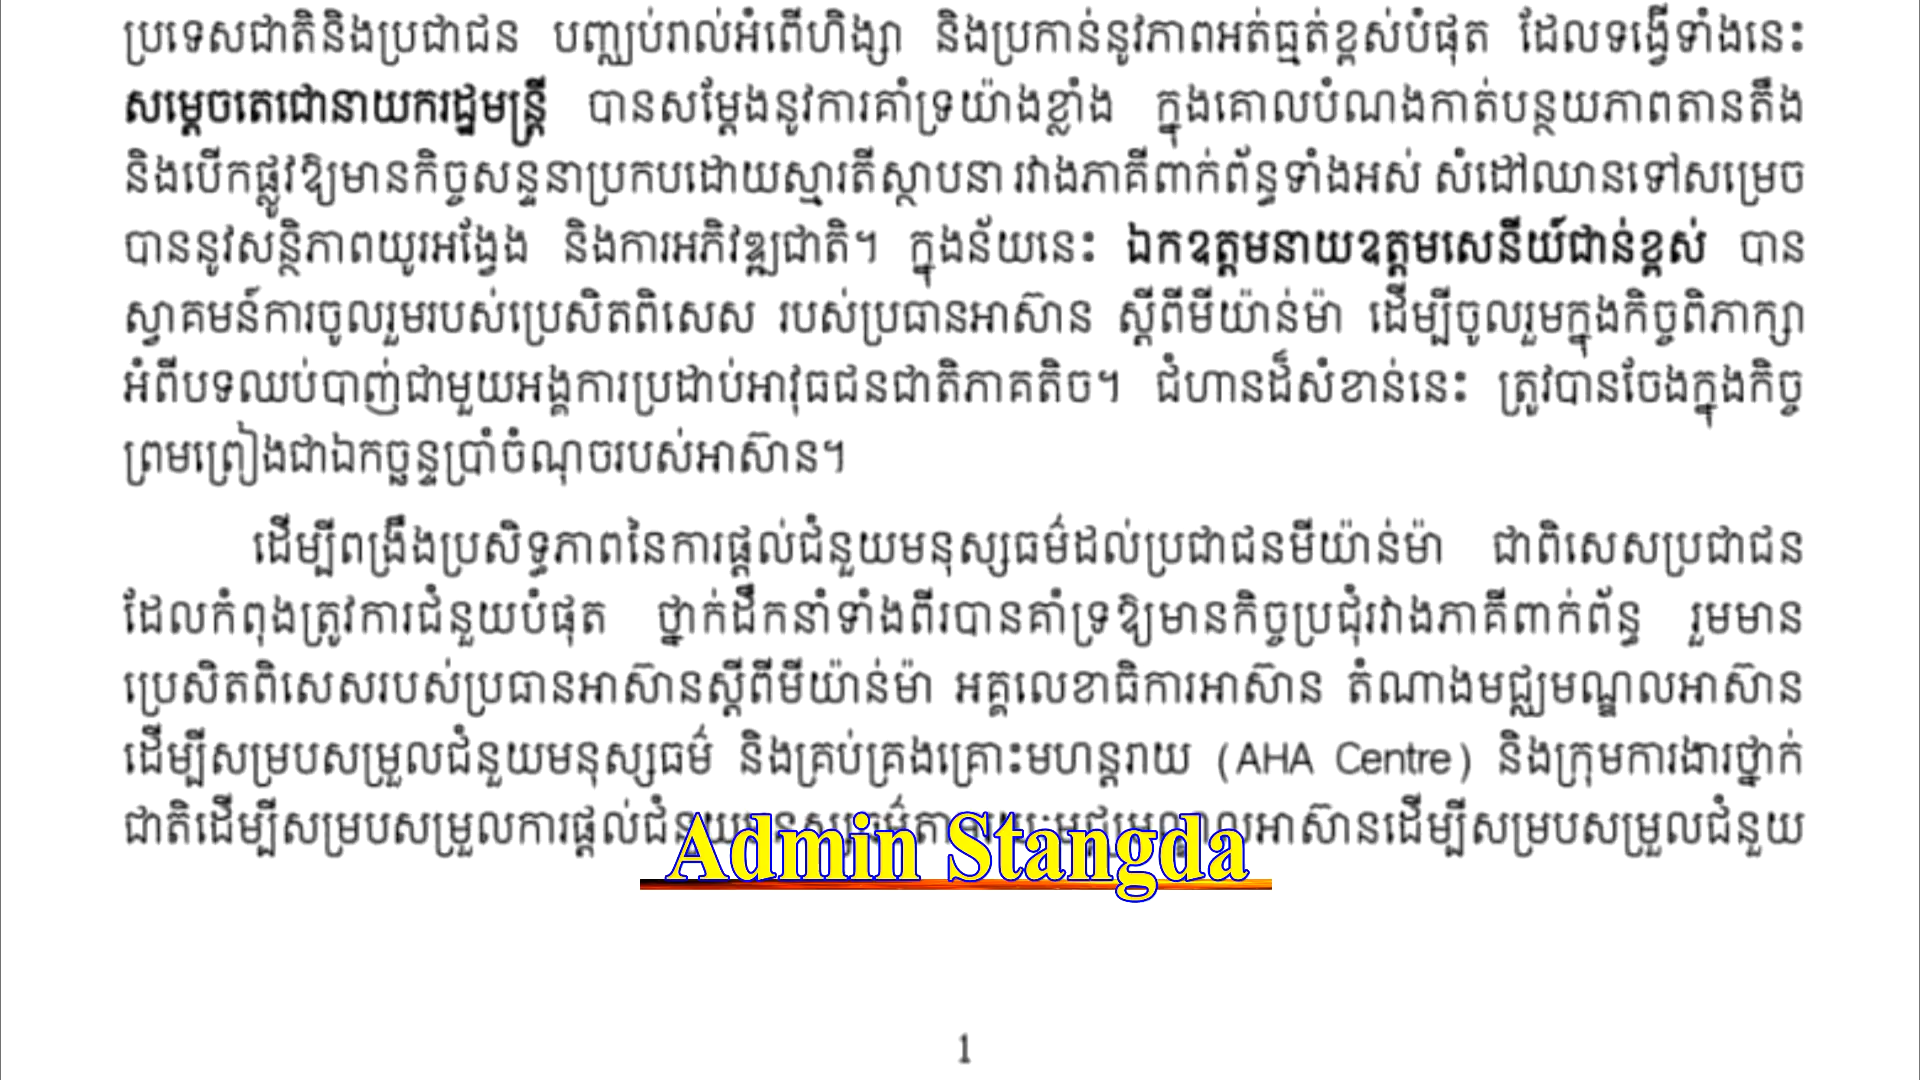 ប្រទេសជាតិនិងប្រជាជន បញ្ឈប់រាល់អំពើហិង្សា និងប្រកាន់នូវភាពអត់ធ្មត់ខ្ពស់បំផុត ដែលទង្វើទាំងនេះ
សម្តេចតេជោនាយករដ្ឋមន្ត្រី បានសម្តែងនូវការគាំទ្រយ៉ាងខ្លាំង ក្នុងគោលបំណងកាត់បន្ថយភាពតានតឹង
និងបើកផ្លូវឱ្យមានកិច្ចសន្ទនាប្រកបដោយស្មារតីស្ថាបនា រវាងភាគីពាក់ព័ន្ធទាំងអស់ សំដៅឈានទៅសម្រេច
បាននូវសន្តិភាពយូរអង្វែង និងការអភិវឌ្ឍជាតិ។ ក្នុងន័យនេះ ឯកឧត្តមនាយឧត្តមសេនីយ៍ជាន់ខ្ពស់ បាន
ស្វាគមន៍ការចូលរួមរបស់ប្រេសិតពិសេស របស់ប្រធានអាស៊ាន ស្តីពីមីយ៉ាន់ម៉ា ដើម្បីចូលរួមក្នុងកិច្ចពិភាក្សា
អំពីបទឈប់បាញ់ជាមួយអង្គការប្រដាប់អាវុធជនជាតិភាគតិច។ ជំហានដ៏សំខាន់នេះ ត្រូវបានចែងក្នុងកិច្ច
ព្រមព្រៀងជាឯកច្ឆន្ទប្រាំចំណុចរបស់អាស៊ាន។
ដើម្បីពង្រឹងប្រសិទ្ធភាពនៃការផ្តល់ជំនួយមនុស្សធម៌ដល់ប្រជាជនមីយ៉ាន់ម៉ា ជាពិសេសប្រជាជន
ដែលកំពុងត្រូវការជំនួយបំផុត ថ្នាក់ដឹកនាំទាំងពីរបានគាំទ្រឱ្យមានកិច្ចប្រជុំរវាងភាគីពាក់ព័ន្ធ រួមមាន
ប្រេសិតពិសេសរបស់ប្រធានអាស៊ានស្តីពីមីយ៉ាន់ម៉ា អគ្គលេខាធិការអាស៊ាន តំណាងមជ្ឈមណ្ឌលអាស៊ាន
ដើម្បីសម្របសម្រួលជំនួយមនុស្សធម៌ និងគ្រប់គ្រងគ្រោះមហន្តរាយ (AHA Centre) និងក្រុមការងារថ្នាក់
ជាតិដើម្បីសម្របសម្រួលការផ្តល់ជំនួយមនុស្សធម៌ មជ្ឈមណ្ឌលអាស៊ានដើម្បីសម្របសម្រួលជំនួយ
Admin Stangda
1